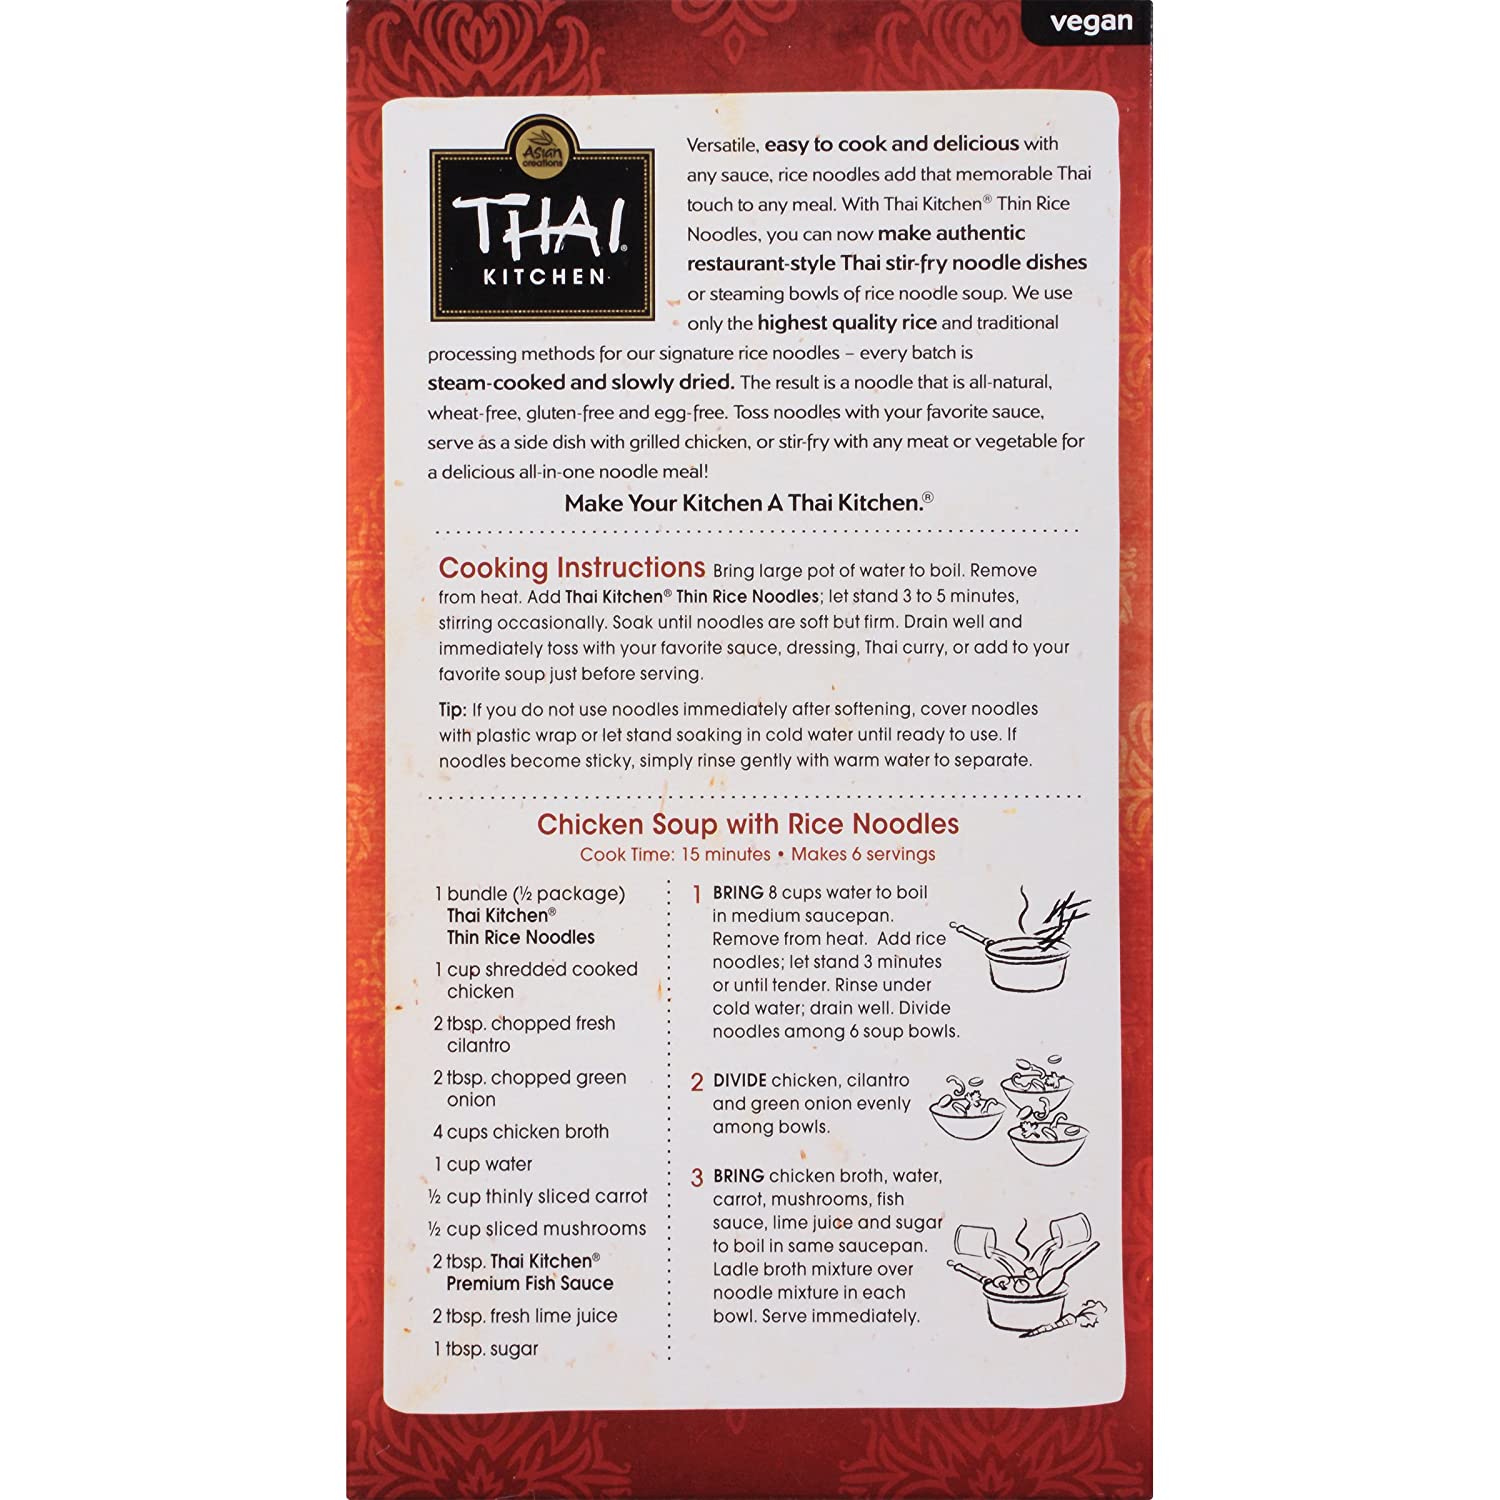 vegan
Asian
creations
THAI®
KITCHEN
Versatile, easy to cook and delicious with
any sauce, rice noodles add that memorable Thai
touch to any meal. With Thai Kitchen® Thin Rice
Noodles, you can now make authentic
restaurant-style Thai stir-fry noodle dishes
or steaming bowls of rice noodle soup. We use
only the highest quality rice and traditional
processing methods for our signature rice noodles – every batch is
steam-cooked and slowly dried. The result is a noodle that is all-natural,
wheat-free, gluten-free and egg-free. Toss noodles with your favorite sauce,
serve as a side dish with grilled chicken, or stir-fry with any meat or vegetable for
a delicious all-in-one noodle meal!
Make Your Kitchen A Thai Kitchen.®
Cooking Instructions Bring large pot of water to boil. Remove
from heat. Add Thai Kitchen® Thin Rice Noodles; let stand 3 to 5 minutes,
stirring occasionally. Soak until noodles are soft but firm. Drain well and
immediately toss with your favorite sauce, dressing, Thai curry, or add to your
favorite soup just before serving.
Tip: If you do not use noodles immediately after softening, cover noodles
with plastic wrap or let stand soaking in cold water until ready to use. If
noodles become sticky, simply rinse gently with warm water to separate.
Chicken Soup with Rice Noodles
Cook Time: 15 minutes • Makes 6 servings
1 bundle (½ package)
Thai Kitchen®
Thin Rice Noodles
1 cup shredded cooked
chicken
2 tbsp. chopped fresh
cilantro
2 tbsp. chopped green
onion
4 cups chicken broth
1 cup water
½ cup thinly sliced carrot
½ cup sliced mushrooms
2 tbsp. Thai Kitchen®
Premium Fish Sauce
2 tbsp. fresh lime juice
1 tbsp. sugar
1 BRING 8 cups water to boil
in medium saucepan.
Remove from heat. Add rice
noodles; let stand 3 minutes
or until tender. Rinse under
cold water; drain well. Divide
noodles among 6 soup bowls.
2 DIVIDE chicken, cilantro
and green onion evenly
among bowls.
3 BRING chicken broth, water,
carrot, mushrooms, fish
sauce, lime juice and sugar
to boil in same saucepan.
Ladle broth mixture over
noodle mixture in each
bowl. Serve immediately.